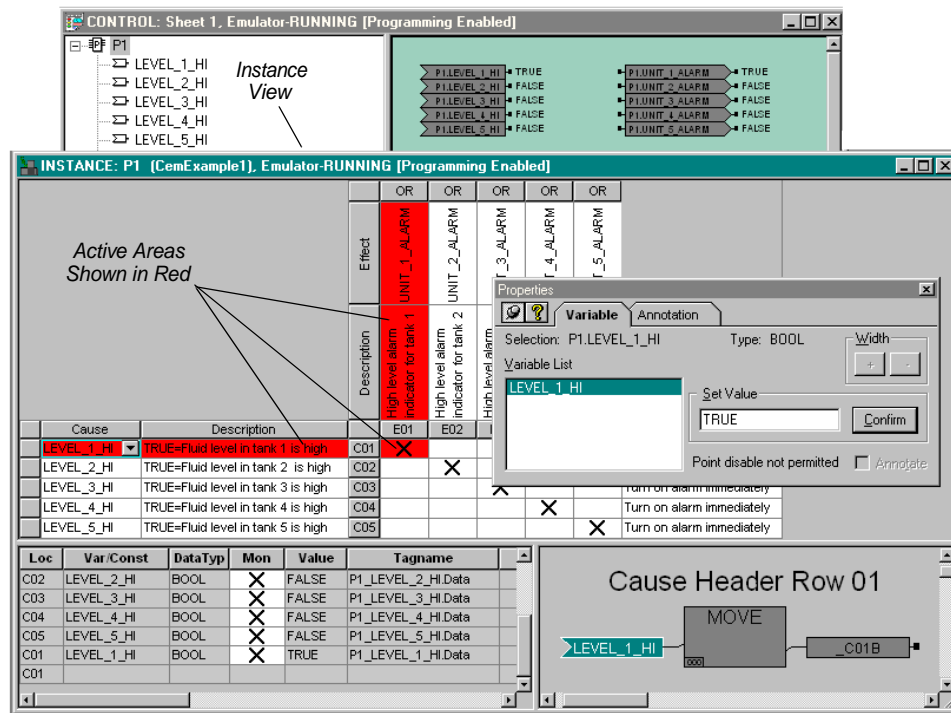 CONTROL: Sheet 1, Emulator-RUNNING [Programming Enabled]
P1
LEVEL_1_HI
LEVEL_2_HI
LEVEL_3_HI
LEVEL_4_HI
LEVEL_5_HI
Instance
View
P1.LEVEL_1_HI TRUE
P1.LEVEL_2_HI FALSE
P1.LEVEL_3_HI FALSE
P1.LEVEL_4_HI FALSE
P1.LEVEL_5_HI FALSE
P1.UNIT_1_ALARM TRUE
P1.UNIT_2_ALARM FALSE
P1.UNIT_3_ALARM FALSE
P1.UNIT_4_ALARM FALSE
P1.UNIT_5_ALARM FALSE
INSTANCE: P1 (CemExample1), Emulator-RUNNING [Programming Enabled]
Active Areas
Shown in Red
OR OR OR OR OR
Effect
UNIT_1_ALARM
UNIT_2_ALARM
_3_ALARM
_4_ALARM
T_5_ALARM
Description
High level alarm
indicator for tank 1
High level alarm
indicator for tank 2
High level alarm
Cause Description E01 E02
LEVEL_1_HI TRUE=Fluid level in tank 1 is high C01
LEVEL_2_HI TRUE=Fluid level in tank 2 is high C02
LEVEL_3_HI TRUE=Fluid level in tank 3 is high C03 Turn on alarm immediately
LEVEL_4_HI TRUE=Fluid level in tank 4 is high C04 Turn on alarm immediately
LEVEL_5_HI TRUE=Fluid level in tank 5 is high C05 Turn on alarm immediately
Properties
Variable Annotation
Selection: P1.LEVEL_1_HI Type: BOOL Width
+ -
Variable List
LEVEL_1_HI
Set Value
TRUE Confirm
Point disable not permitted Annotate
Loc Var/Const DataTyp Mon Value Tagname
C02 LEVEL_2_HI BOOL FALSE P1_LEVEL_2_HI.Data
C03 LEVEL_3_HI BOOL FALSE P1_LEVEL_3_HI.Data
C04 LEVEL_4_HI BOOL FALSE P1_LEVEL_4_HI.Data
C05 LEVEL_5_HI BOOL FALSE P1_LEVEL_5_HI.Data
C01 LEVEL_1_HI BOOL TRUE P1_LEVEL_1_HI.Data
C01
Cause Header Row 01
MOVE
LEVEL_1_HI
000
_C01B